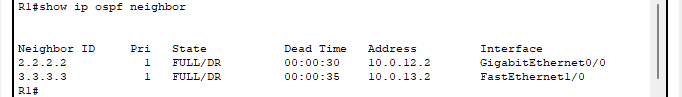 R1#show ip ospf neighbor
Neighbor ID     Pri   State           Dead Time   Address         Interface
2.2.2.2           1   FULL/DR         00:00:30    10.0.12.2       GigabitEthernet0/0
3.3.3.3           1   FULL/DR         00:00:35    10.0.13.2       FastEthernet1/0
R1#